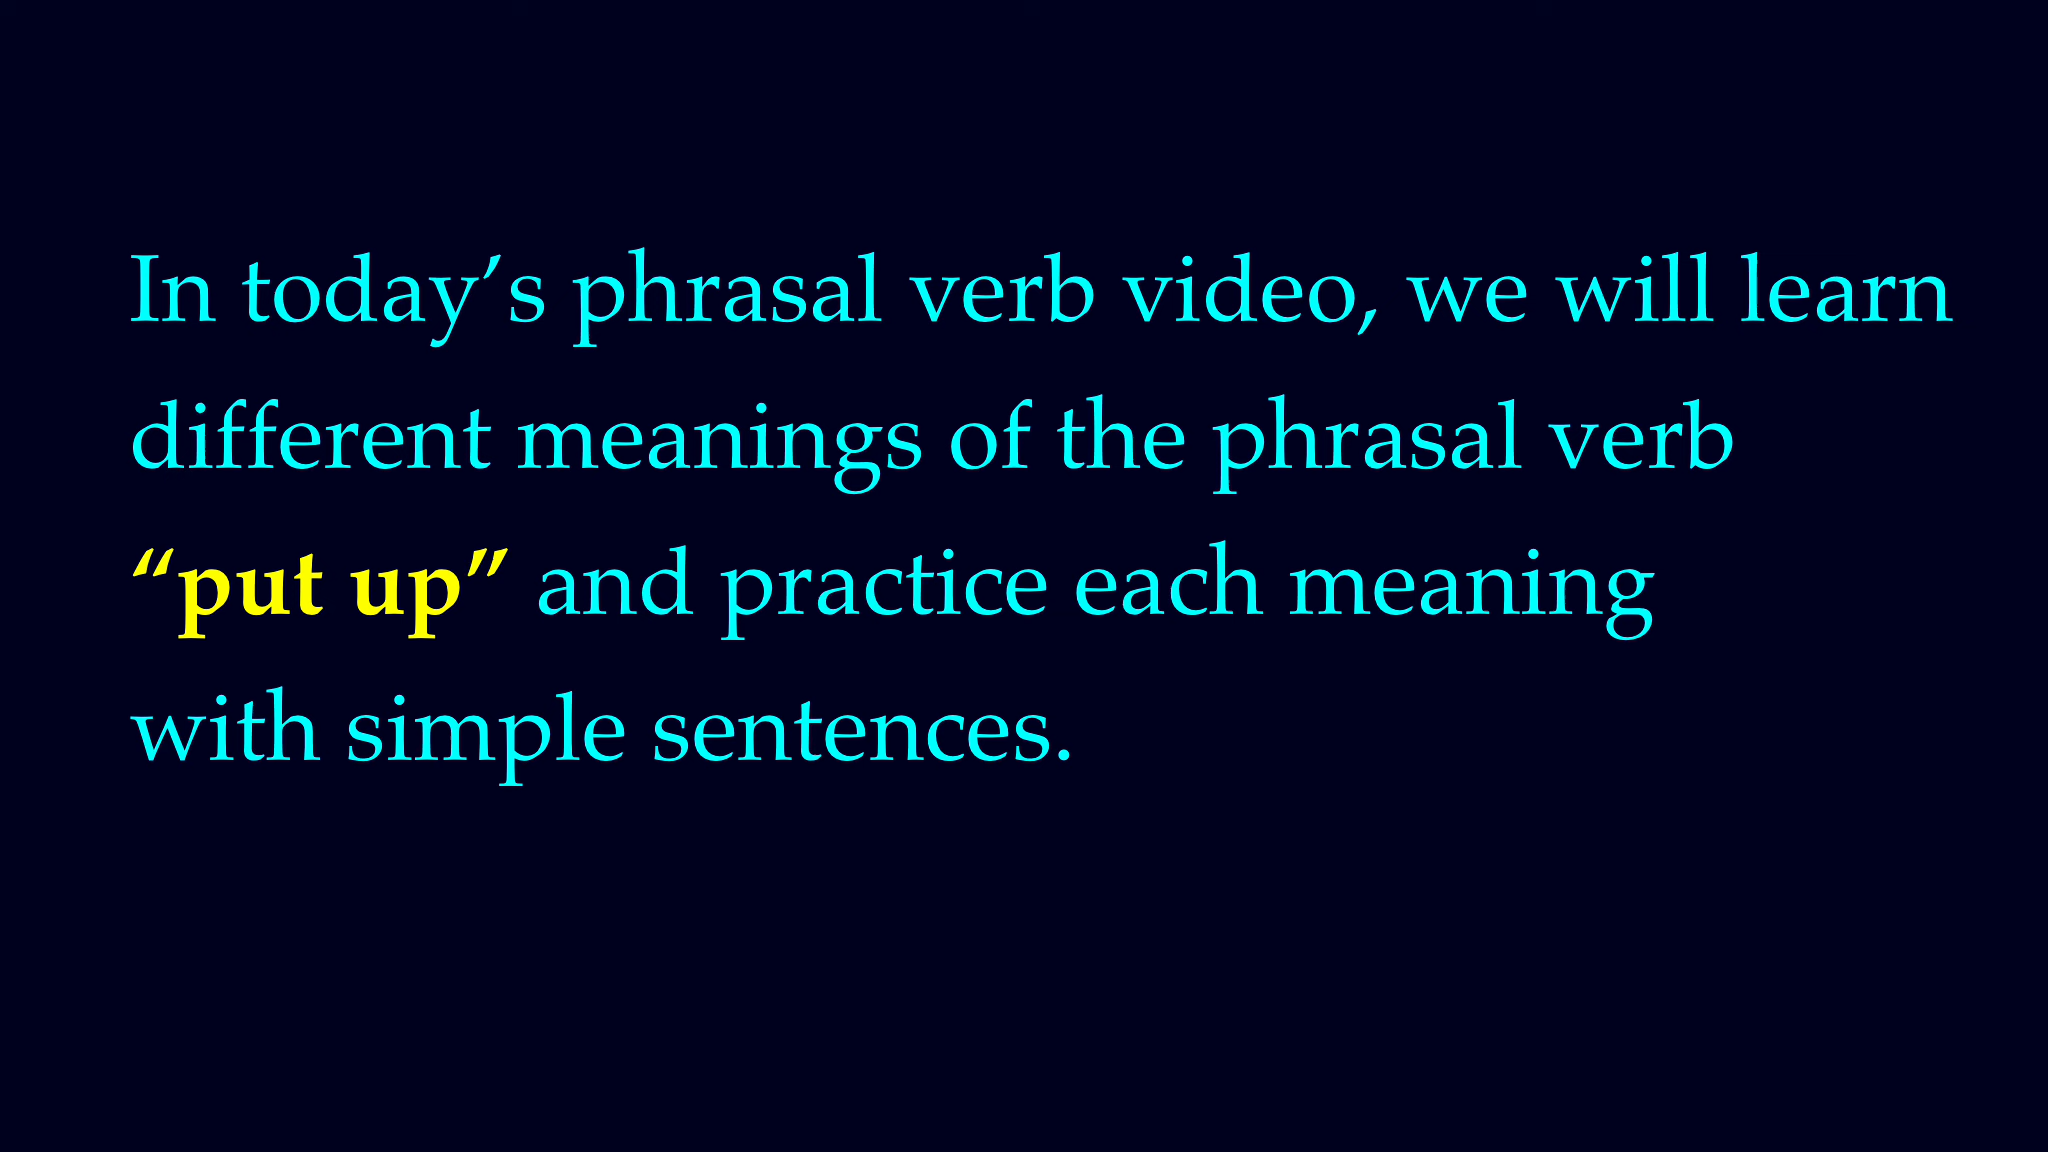 In today’s phrasal verb video, we will learn
different meanings of the phrasal verb
“put up” and practice each meaning
with simple sentences.